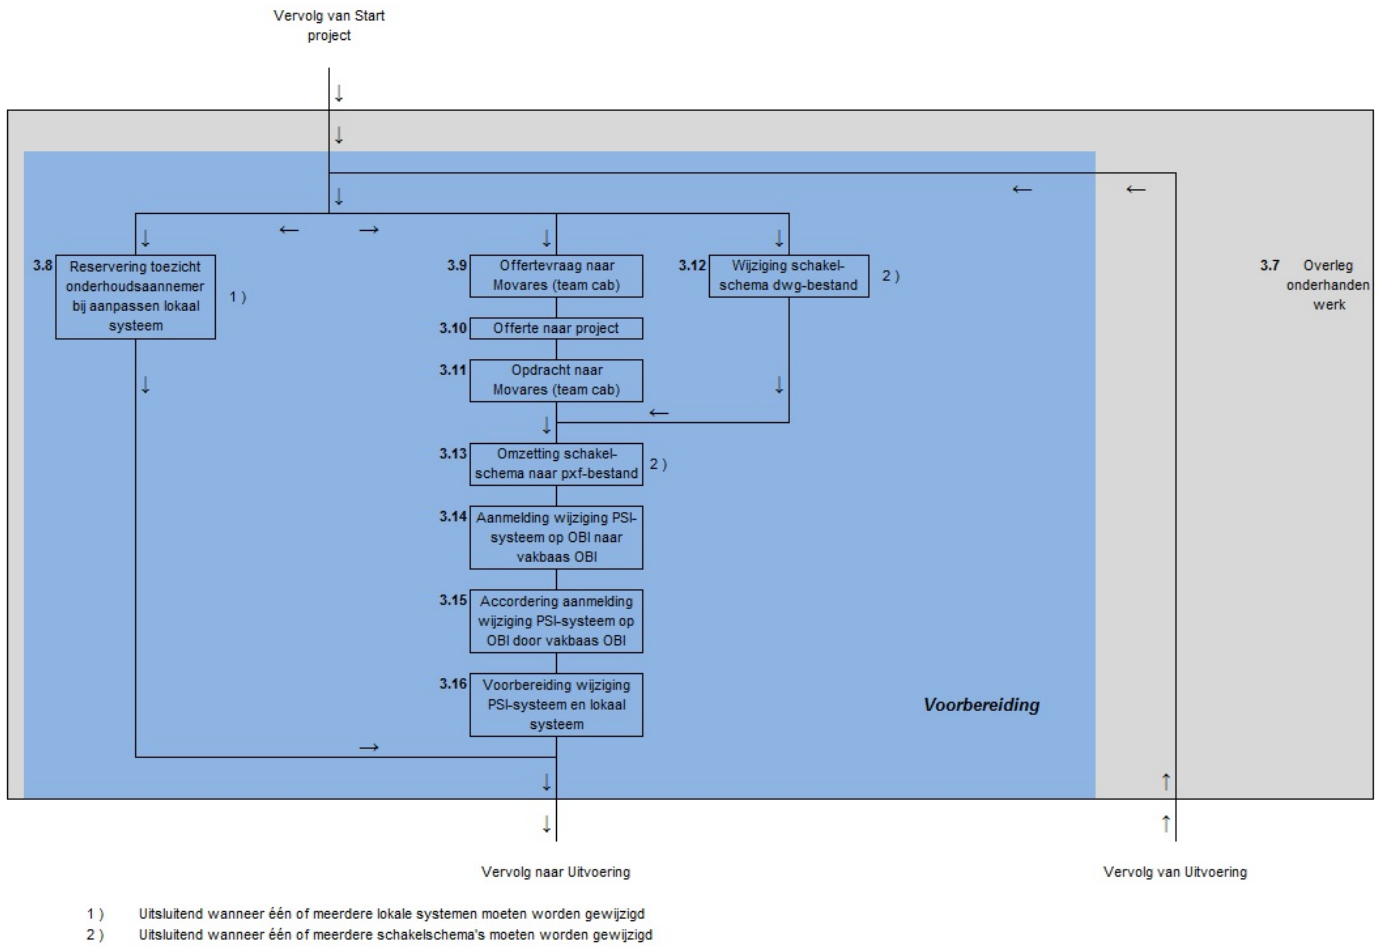 Vervolg van Start
project
3.8 Reservering toezicht
onderhoudsaannemer
bij aanpassen lokaal
systeem
1 )
3.9 Offertevraag naar
Movares (team cab)
3.12 Wijziging schakel-
schema dwg-bestand
2 )
3.7 Overleg
onderhanden
werk
3.10 Offerte naar project
3.11 Opdracht naar
Movares (team cab)
3.13 Omzetting schakel-
schema naar pxf-bestand
2 )
3.14 Aanmelding wijziging PSI-
systeem op OBI naar
vakbaas OBI
3.15 Accordering aanmelding
wijziging PSI-systeem op
OBI door vakbaas OBI
3.16 Voorbereiding wijziging
PSI-systeem en lokaal
systeem
Voorbereiding
Vervolg naar Uitvoering
Vervolg van Uitvoering
1 ) Uitsluitend wanneer één of meerdere lokale systemen moeten worden gewijzigd
2 ) Uitsluitend wanneer één of meerdere schakelschema's moeten worden gewijzigd